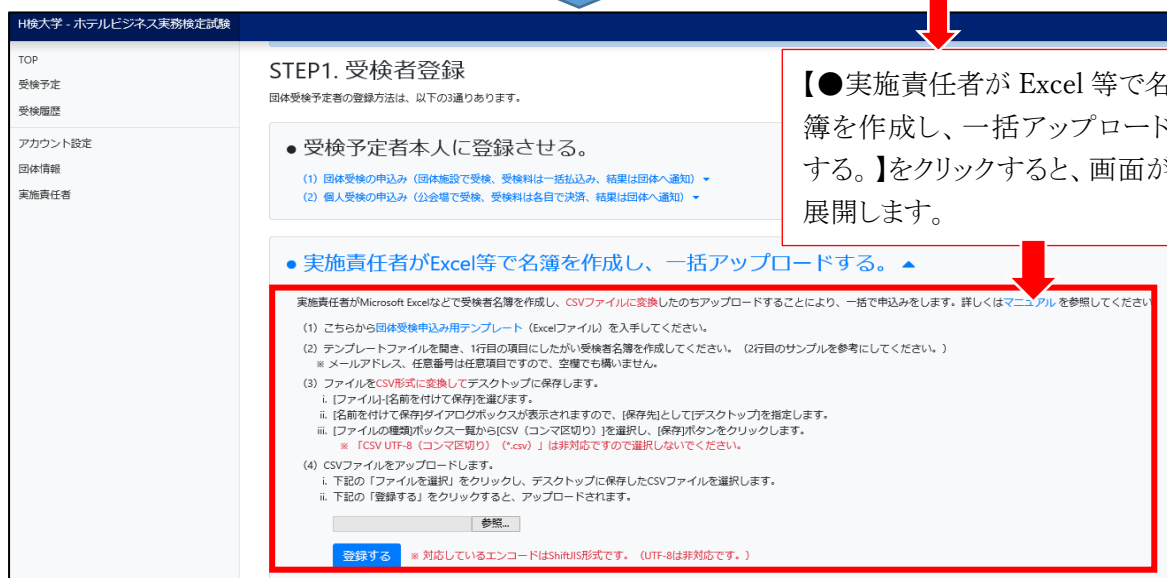 H検大学 - ホテルビジネス実務検定試験
TOP
受検予定
受検履歴
アカウント設定
団体情報
実施責任者
STEP1. 受検者登録
団体受検予定者の登録方法は、以下の3通りあります。
● 受検予定者本人に登録させる。
(1) 団体受検の申込み（団体施設で受検、受検料は一括払込み、結果は団体へ通知）
(2) 個人受検の申込み（公会場で受検、受検料は各自で決済、結果は団体へ通知）
【●実施責任者が Excel 等で名
簿を作成し、一括アップロード
する。】をクリックすると、画面が
展開します。
● 実施責任者がExcel等で名簿を作成し、一括アップロードする。
実施責任者がMicrosoft Excelなどで受検者名簿を作成し、CSVファイルに変換したのちアップロードすることにより、一括で申込みをします。詳しくはマニュアル を参照してください
(1) こちらから団体受検申込み用テンプレート（Excelファイル）を入手してください。
(2) テンプレートファイルを開き、1行目の項目にしたがい受検者名簿を作成してください。（2行目のサンプルを参考にしてください。）
※ メールアドレス、任意番号は任意項目ですので、空欄でも構いません。
(3) ファイルをCSV形式に変換してデスクトップに保存します。
i. [ファイル]-[名前を付けて保存]を選びます。
ii. [名前を付けて保存]ダイアログボックスが表示されますので、[保存先]として[デスクトップ]を指定します。
iii. [ファイルの種類]ボックス一覧から[CSV（コンマ区切り）]を選択し、[保存]ボタンをクリックします。
※ 「CSV UTF-8（コンマ区切り）（*.csv）」は非対応ですので選択しないでください。
(4) CSVファイルをアップロードします。
i. 下記の「ファイルを選択」をクリックし、デスクトップに保存したCSVファイルを選択します。
ii. 下記の「登録する」をクリックすると、アップロードされます。
参照...
登録する ※ 対応しているエンコードはShiftJIS形式です。（UTF-8は非対応です。）